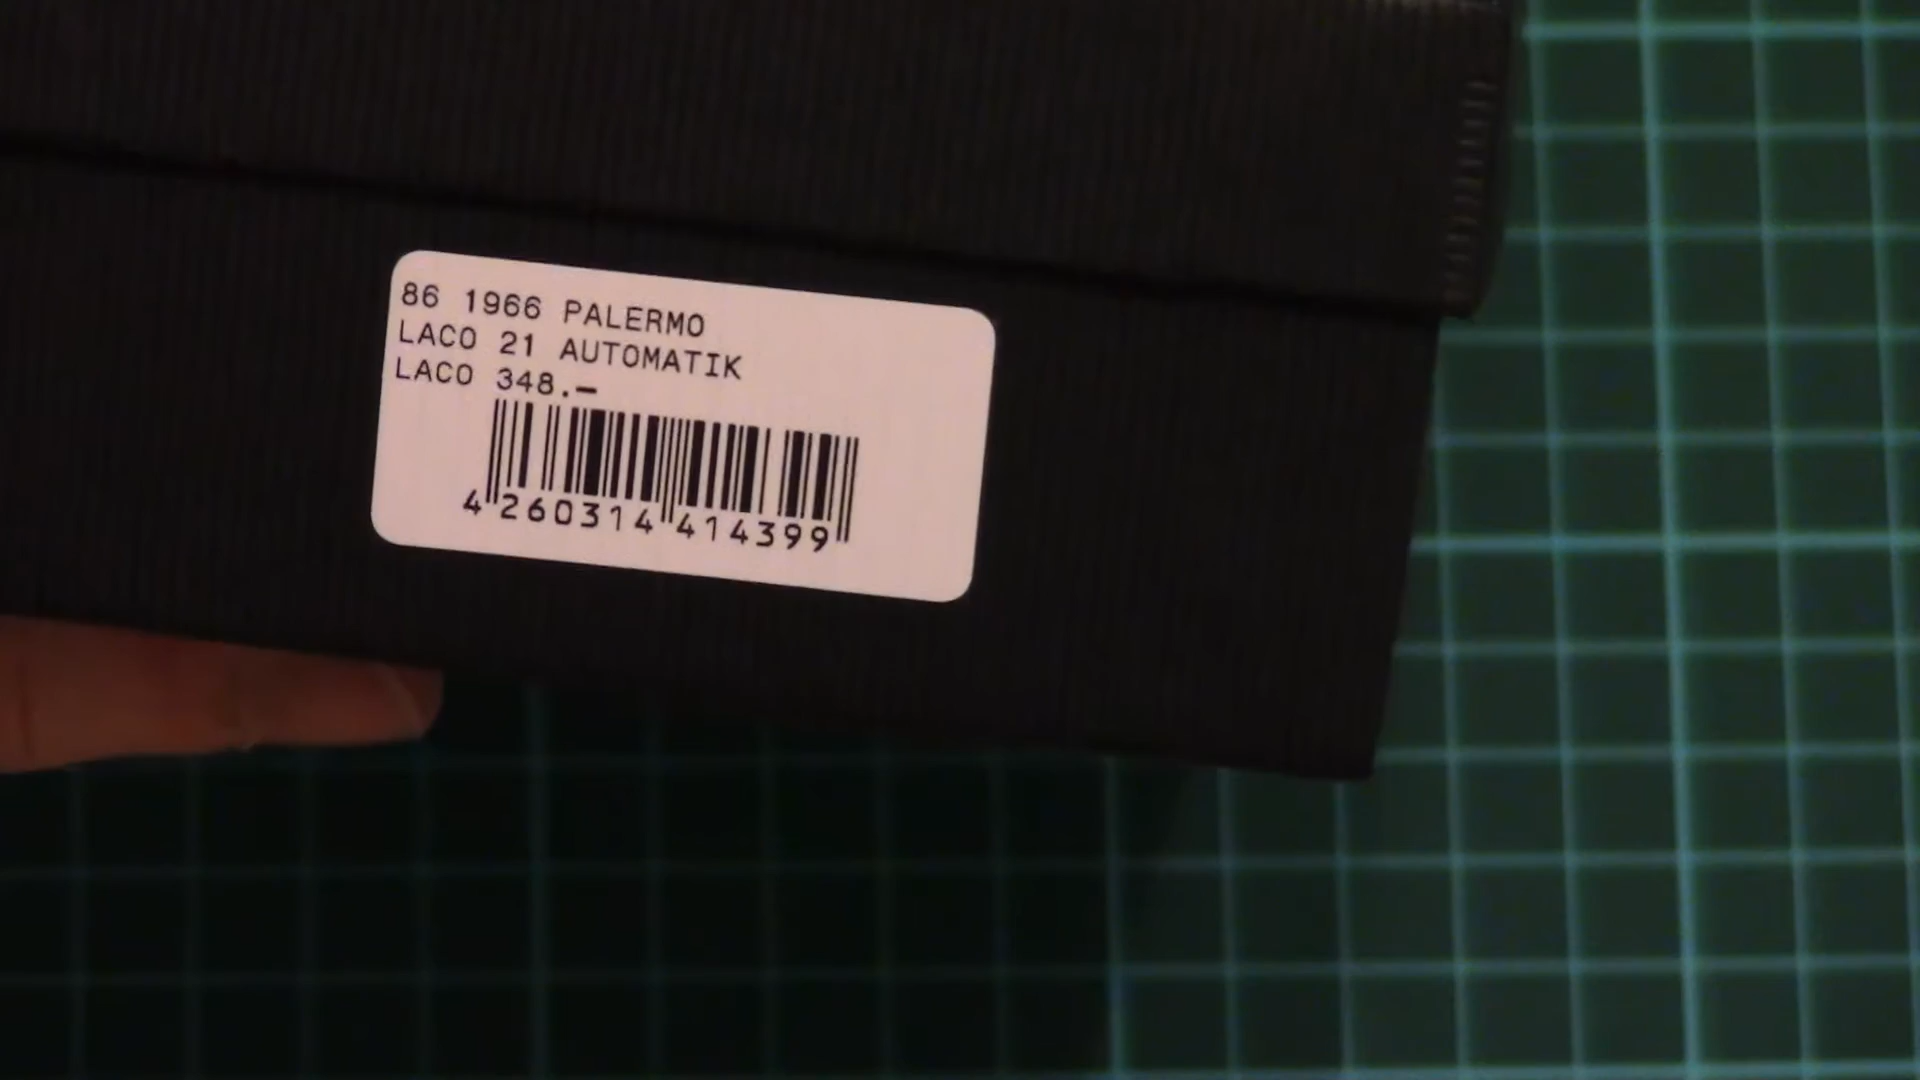 86 1966 PALERMO
LACO 21 AUTOMATIK
LACO 348.—
4 260314 414399